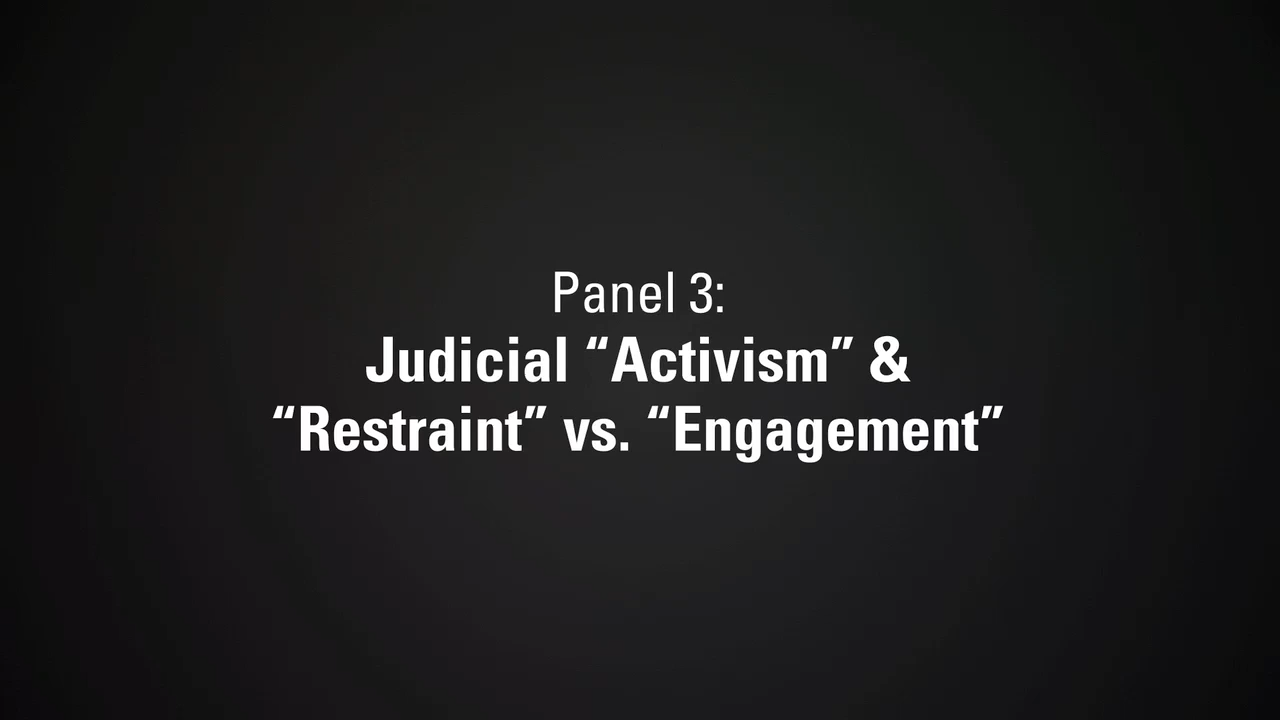 Panel 3:
Judicial “Activism” &
“Restraint” vs. “Engagement”